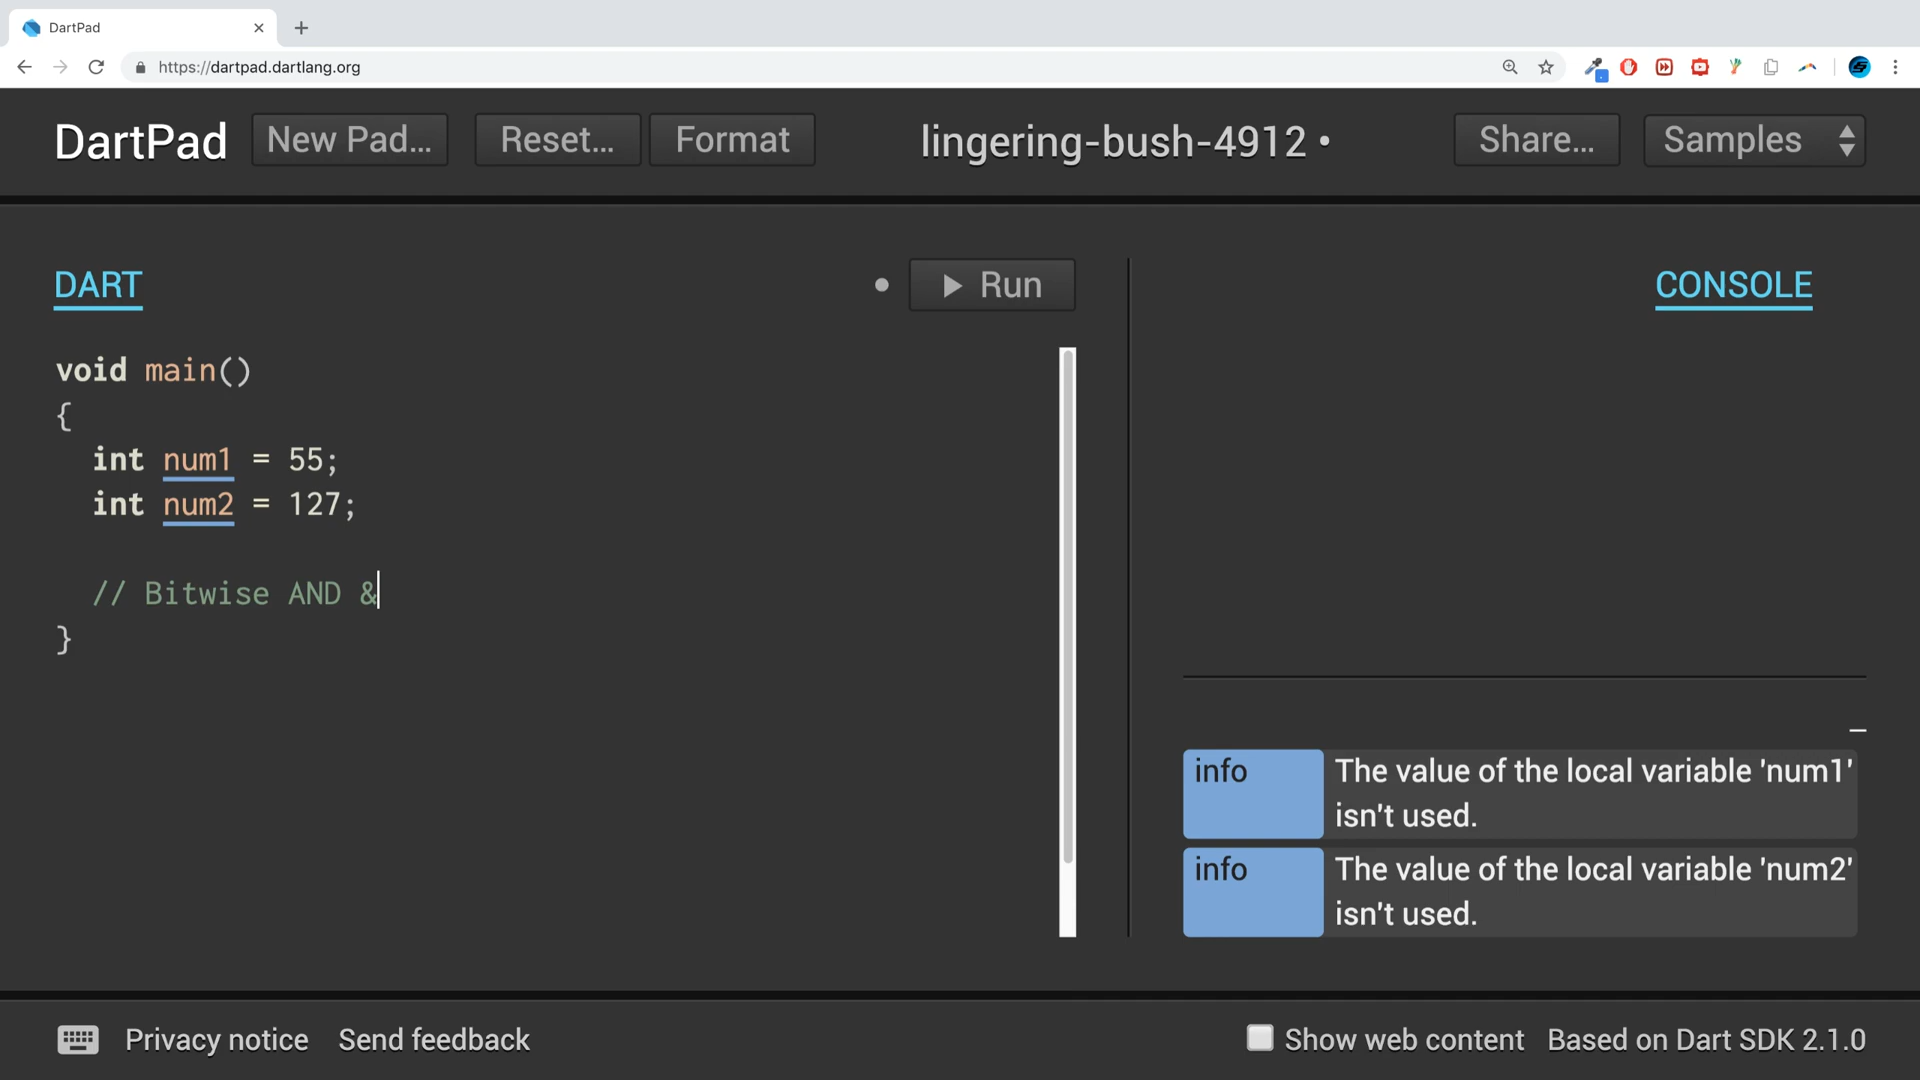 DartPad
https://dartpad.dartlang.org
DartPad New Pad... Reset... Format lingering-bush-4912 • Share... Samples
DART Run CONSOLE
void main()
{
int num1 = 55;
int num2 = 127;
// Bitwise AND &
}
info The value of the local variable 'num1'
isn't used.
info The value of the local variable 'num2'
isn't used.
Privacy notice Send feedback Show web content Based on Dart SDK 2.1.0